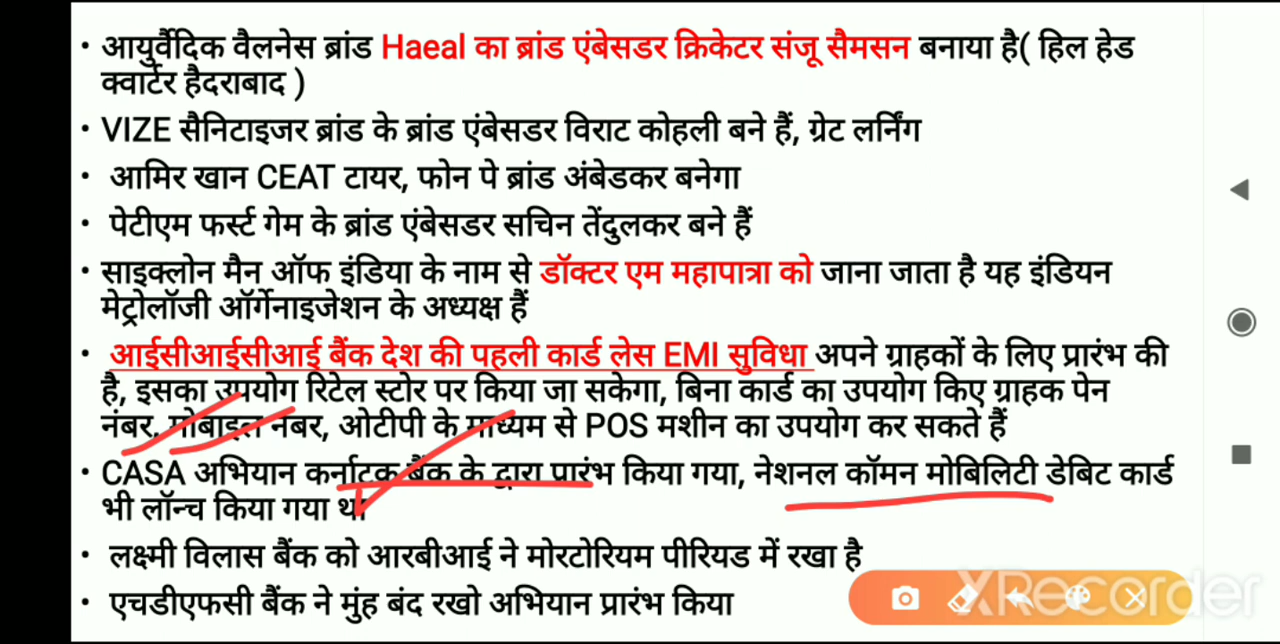 • आयुर्वैदिक वैलनेस ब्रांड Haeal का ब्रांड एंबेसडर क्रिकेटर संजू सैमसन बनाया है( हिल हेड
क्वार्टर हैदराबाद )
• VIZE सैनिटाइजर ब्रांड के ब्रांड एंबेसडर विराट कोहली बने हैं, ग्रेट लर्निंग
• आमिर खान CEAT टायर, फोन पे ब्रांड अंबेडकर बनेगा
• पेटीएम फर्स्ट गेम के ब्रांड एंबेसडर सचिन तेंदुलकर बने हैं
• साइक्लोन मैन ऑफ इंडिया के नाम से डॉक्टर एम महापात्रा को जाना जाता है यह इंडियन
मेट्रोलॉजी ऑर्गेनाइजेशन के अध्यक्ष हैं
• आईसीआईसीआई बैंक देश की पहली कार्ड लेस EMI सुविधा अपने ग्राहकों के लिए प्रारंभ की
है, इसका उपयोग रिटेल स्टोर पर किया जा सकेगा, बिना कार्ड का उपयोग किए ग्राहक पेन
नंबर, मोबाइल नंबर, ओटीपी के माध्यम से POS मशीन का उपयोग कर सकते हैं
• CASA अभियान कर्नाटक बैंक के द्वारा प्रारंभ किया गया, नेशनल कॉमन मोबिलिटी डेबिट कार्ड
भी लॉन्च किया गया था
• लक्ष्मी विलास बैंक को आरबीआई ने मोरटोरियम पीरियड में रखा है
• एचडीएफसी बैंक ने मुंह बंद रखो अभियान प्रारंभ किया
XRecorder